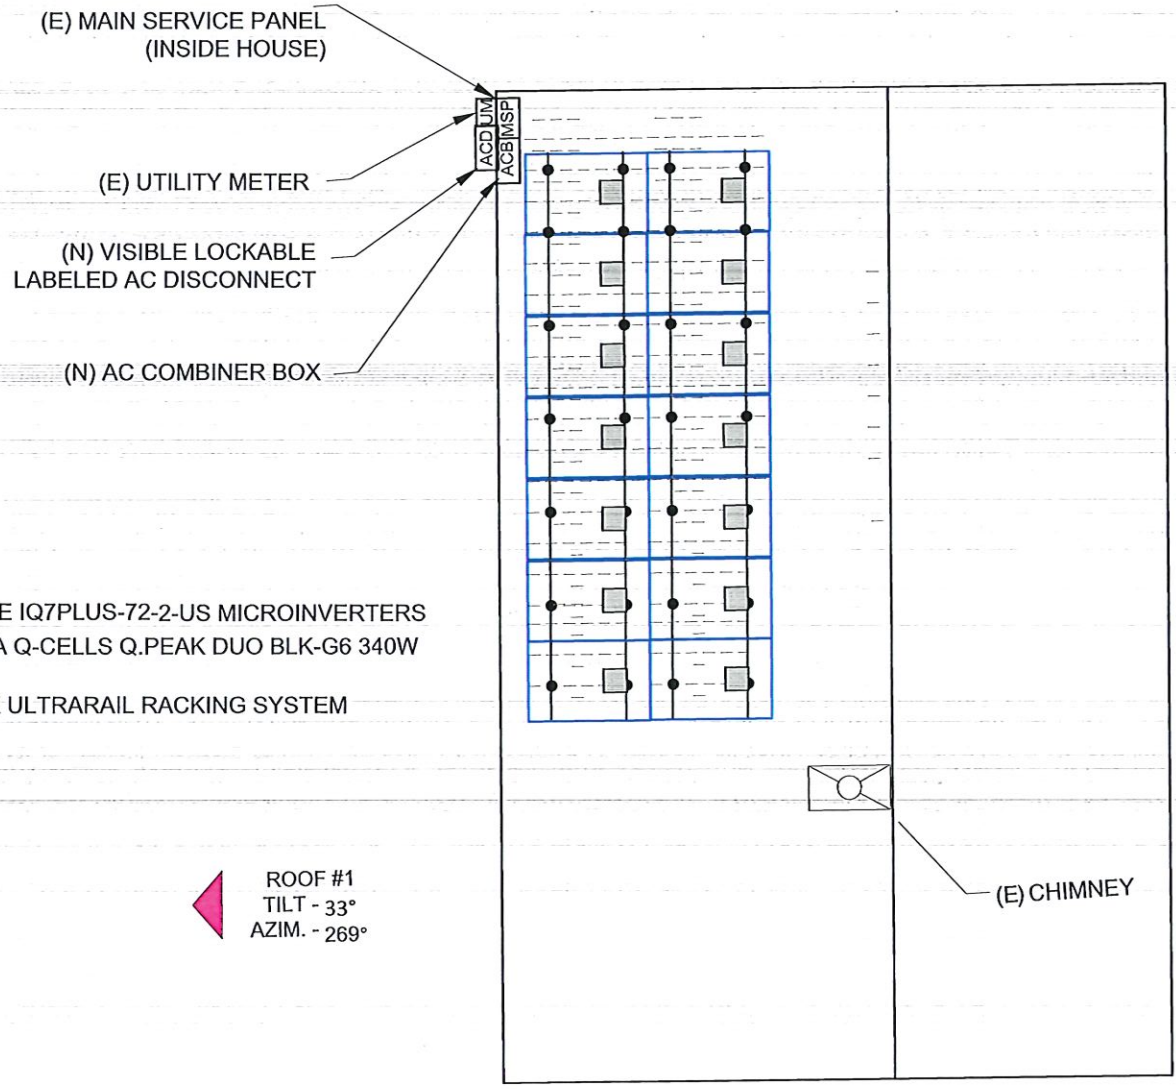 (E) MAIN SERVICE PANEL
(INSIDE HOUSE)
UM
MSP
ACD
ACB
(E) UTILITY METER
(N) VISIBLE LOCKABLE
LABELED AC DISCONNECT
(N) AC COMBINER BOX
E IQ7PLUS-72-2-US MICROINVERTERS
A Q-CELLS Q.PEAK DUO BLK-G6 340W
ULTRARAIL RACKING SYSTEM
ROOF #1
TILT - 33°
AZIM. - 269°
(E) CHIMNEY